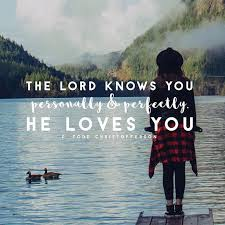 THE LORD KNOWS YOU
personally & perfectly.
HE LOVES YOU
D. TODD CHRISTOFFERSON